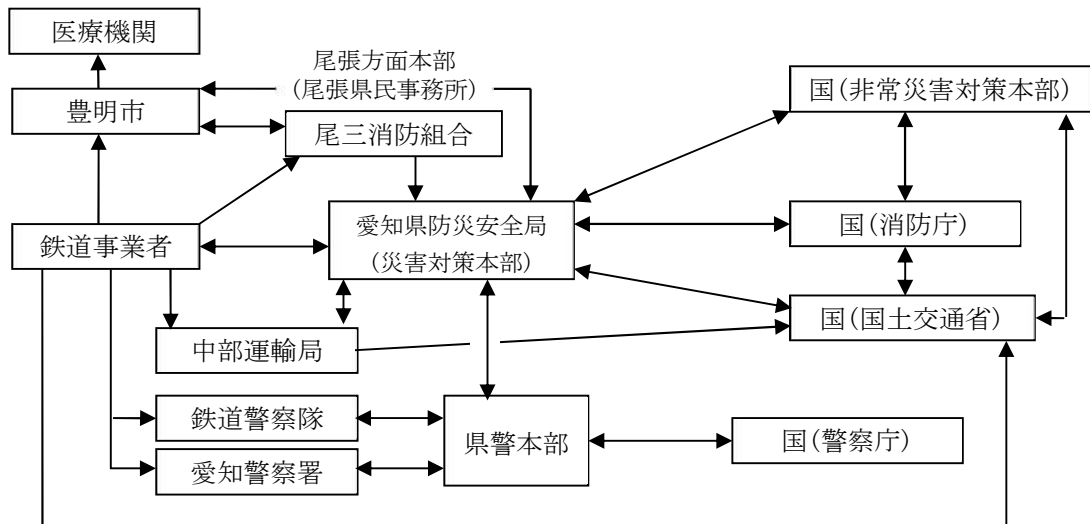 医療機関
尾張方面本部
(尾張県民事務所)
国(非常災害対策本部)
豊明市
尾三消防組合
愛知県防災安全局
(災害対策本部)
国(消防庁)
鉄道事業者
国(国土交通省)
中部運輸局
鉄道警察隊
県警本部
国(警察庁)
愛知警察署